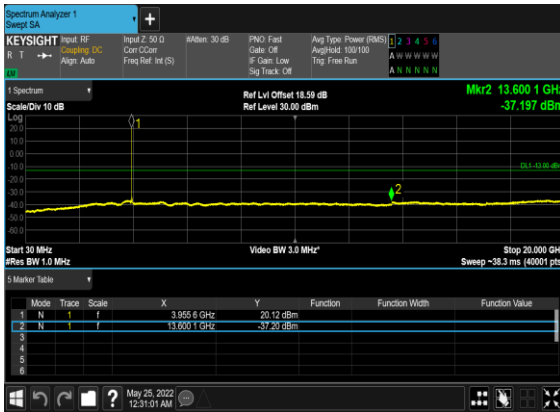 Spectrum Analyzer 1
Swept SA
+
KEYSIGHT
R T
Input: RF
Coupling: DC
Align: Auto
Input Z: 50 Ω
Corr CCorr
Freq Ref: Int (S)
#Atten: 30 dB
PNO: Fast
Gate: Off
IF Gain: Low
Sig Track: Off
Avg Type: Power (RMS)
Avg|Hold: 100/100
Trig: Free Run
1 2 3 4 5 6
A W W W W W
A N N N N N
1 Spectrum
Scale/Div 10 dB
Ref Lvl Offset 18.59 dB
Ref Level 30.00 dBm
Mkr2 13.600 1 GHz
-37.197 dBm
Log
20.0
10.0
0.00
-10.0
-20.0
-30.0
-40.0
-50.0
-60.0
1
DL1 -13.00 dBm
2
Start 30 MHz
#Res BW 1.0 MHz
Video BW 3.0 MHz*
Stop 20.000 GHz
Sweep ~38.3 ms (40001 pts)
5 Marker Table
Mode Trace Scale X Y Function Function Width Function Value
1 N 1 f 3.955 6 GHz 20.12 dBm
2 N 1 f 13.600 1 GHz -37.20 dBm
3
4
5
6
?
May 25, 2022
12:31:01 AM